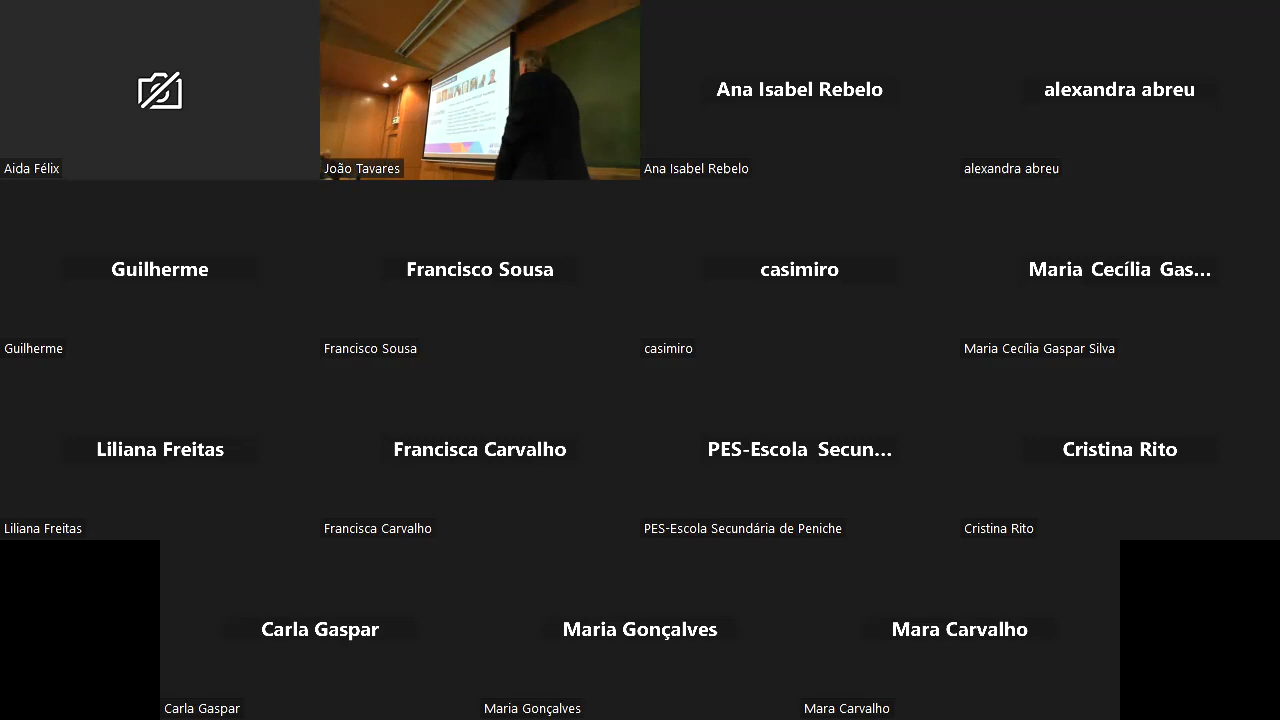 Aida Félix
João Tavares
Ana Isabel Rebelo
Ana Isabel Rebelo
alexandra abreu
alexandra abreu
Guilherme
Guilherme
Francisco Sousa
Francisco Sousa
casimiro
casimiro
Maria Cecília Gas...
Maria Cecília Gaspar Silva
Liliana Freitas
Liliana Freitas
Francisca Carvalho
Francisca Carvalho
PES-Escola Secun...
PES-Escola Secundária de Peniche
Cristina Rito
Cristina Rito
Carla Gaspar
Carla Gaspar
Maria Gonçalves
Maria Gonçalves
Mara Carvalho
Mara Carvalho